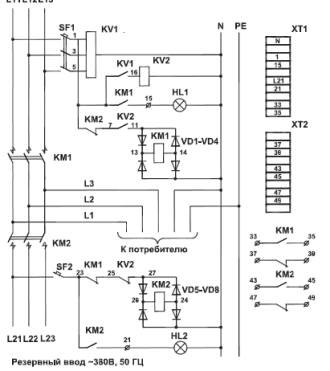 L11L12L13
N PE XT1
SF1 KV1
1
3
5
N
1
15
L21
21
33
35
KV1 KV2
16
KM1 15 HL1
KM2 KV2
7 11
KM1 VD1-VD4
13 14
XT2
37
36
43
45
47
49
KM1
L3
L2
L1
К потребителю
KM2
KM1
33 35
37 39
KM2
43 45
47 49
SF2 23 KM1 25 KV2 27
KM2 VD5-VD8
26 24
KM2 21 HL2
L21 L22 L23
Резервный ввод ~380В, 50 ГЦ